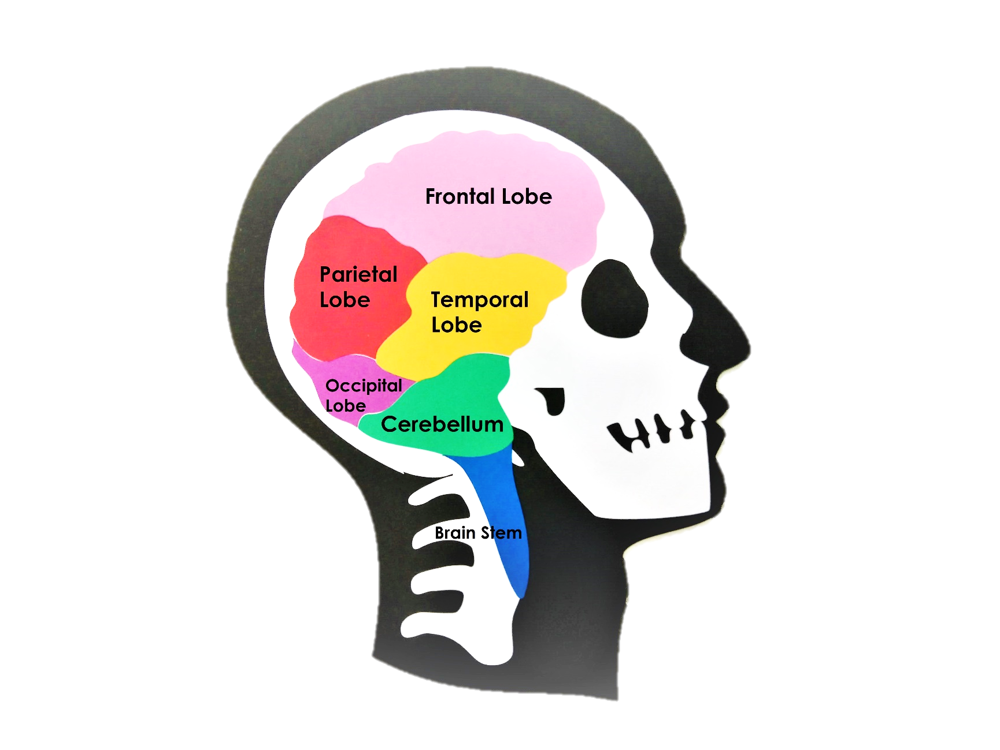 Frontal Lobe
Parietal
Lobe
Temporal
Lobe
Occipital
Lobe
Cerebellum
Brain Stem